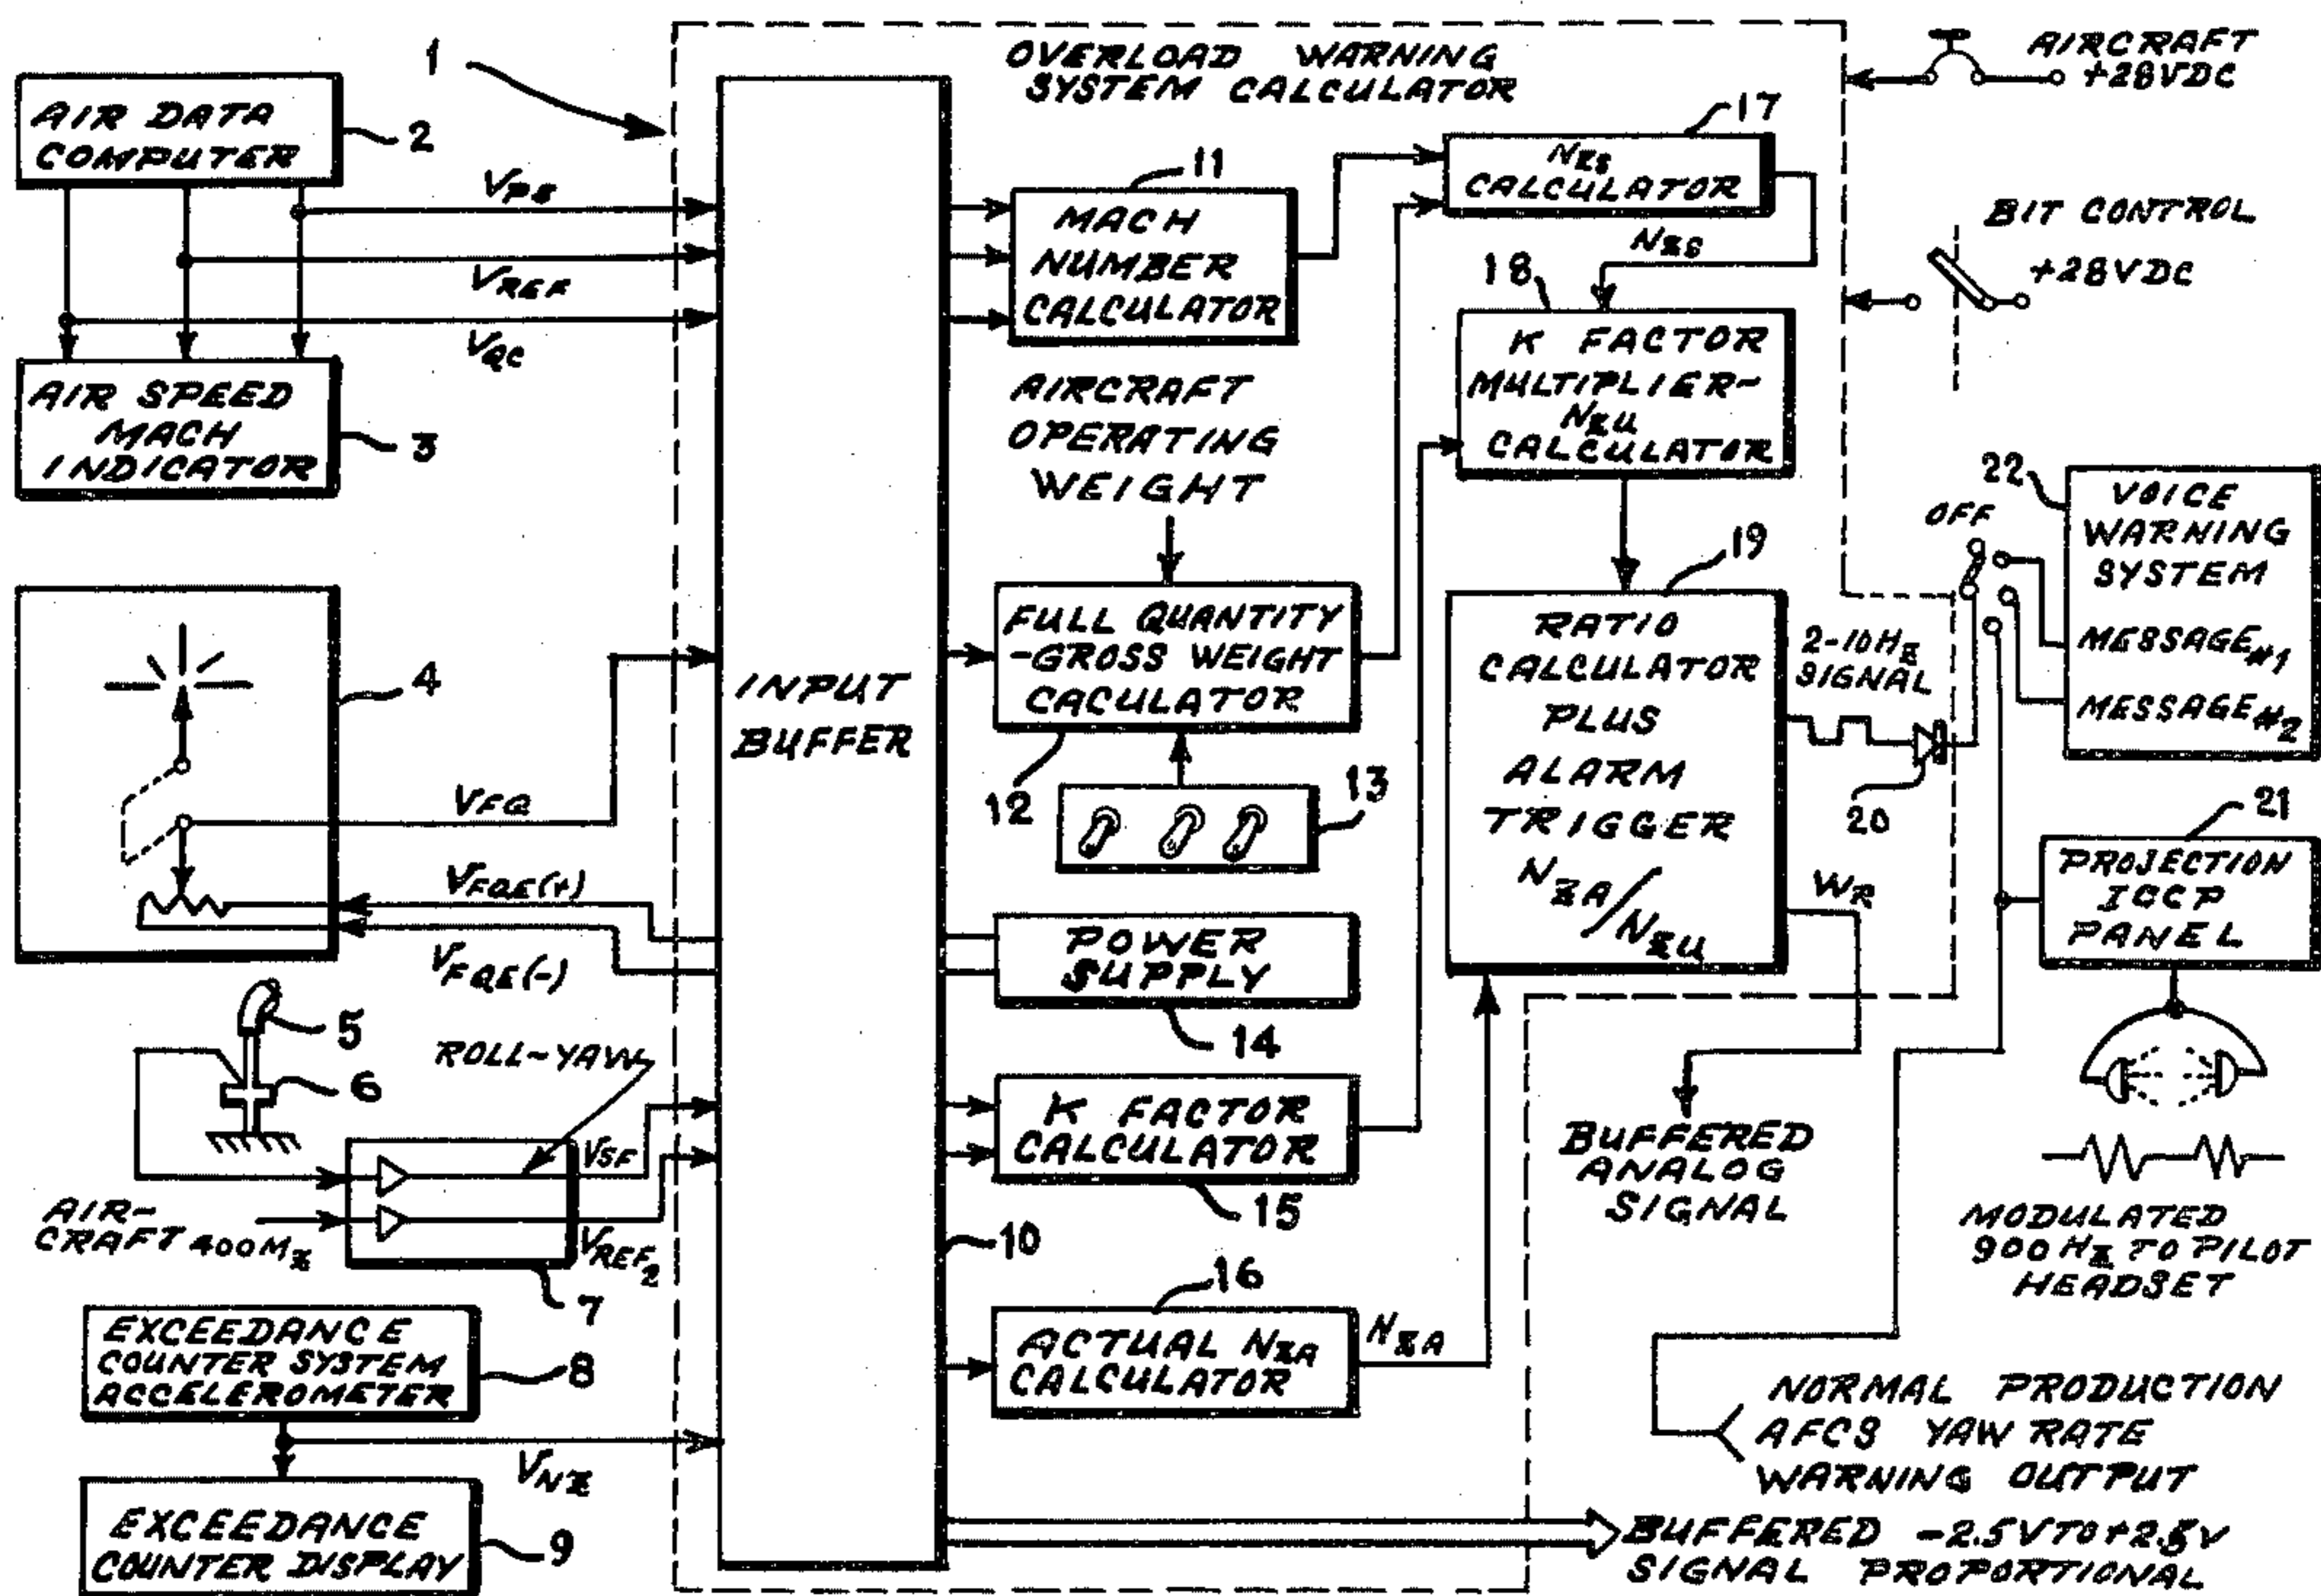 1
OVERLOAD WARNING
SYSTEM CALCULATOR
AIRCRAFT
+28VDC
AIR DATA
COMPUTER
2
VPS
VREF
VQC
AIR SPEED
MACH
INDICATOR
3
11
MACH
NUMBER
CALCULATOR
17
NZS
CALCULATOR
NZS
BIT CONTROL
+28VDC
18
K FACTOR
MULTIPLIER-
NZU
CALCULATOR
AIRCRAFT
OPERATING
WEIGHT
4
VFQ
VFQE(+)
VFQE(-)
INPUT
BUFFER
FULL QUANTITY
-GROSS WEIGHT
CACULATOR
12
13
19
RATIO
CALCULATOR
PLUS
ALARM
TRIGGER
NZA/NZU
2-10HZ
SIGNAL
20
OFF
22
VOICE
WARNING
SYSTEM
MESSAGE #1
MESSAGE #2
WR
21
PROJECTION
ICCP
PANEL
POWER
SUPPLY
14
5
6
ROLL-YAW
VSF
AIR-
CRAFT 400MZ
VREF2
7
K FACTOR
CALCULATOR
15
10
BUFFERED
ANALOG
SIGNAL
MODULATED
900 HZ TO PILOT
HEADSET
EXCEEDANCE
COUNTER SYSTEM
ACCELEROMETER
8
VNZ
EXCEEDANCE
COUNTER DISPLAY
9
16
ACTUAL NZA
CALCULATOR
NZA
NORMAL PRODUCTION
AFCS YAW RATE
WARNING OUTPUT
BUFFERED -2.5V TO +2.5V
SIGNAL PROPORTIONAL